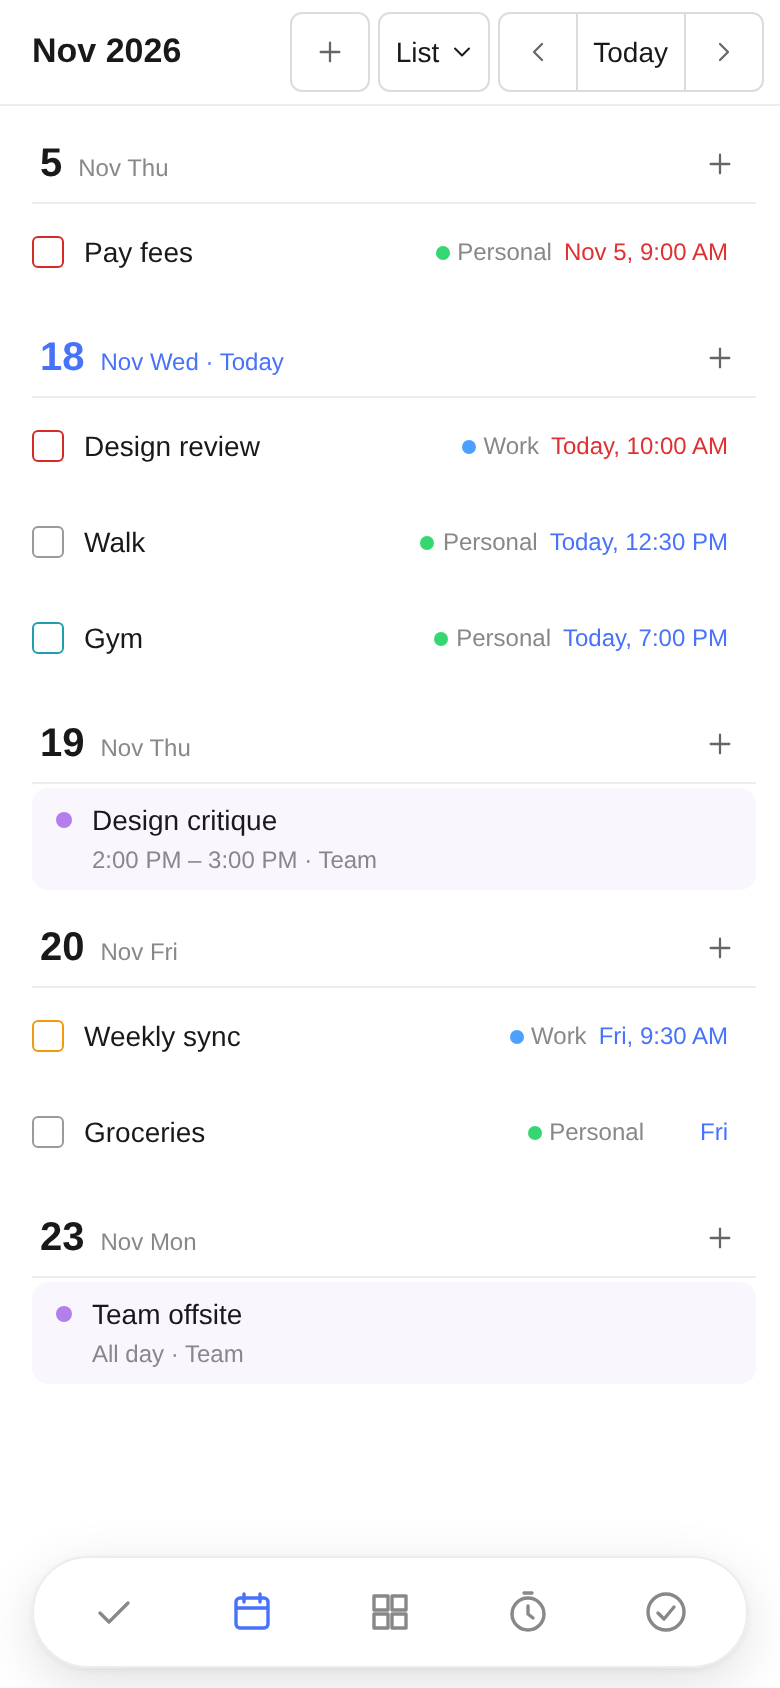 Nov 2026 List Today
5 Nov Thu
Pay fees Personal Nov 5, 9:00 AM
18 Nov Wed · Today
Design review Work Today, 10:00 AM
Walk Personal Today, 12:30 PM
Gym Personal Today, 7:00 PM
19 Nov Thu
Design critique
2:00 PM – 3:00 PM · Team
20 Nov Fri
Weekly sync Work Fri, 9:30 AM
Groceries Personal Fri
23 Nov Mon
Team offsite
All day · Team